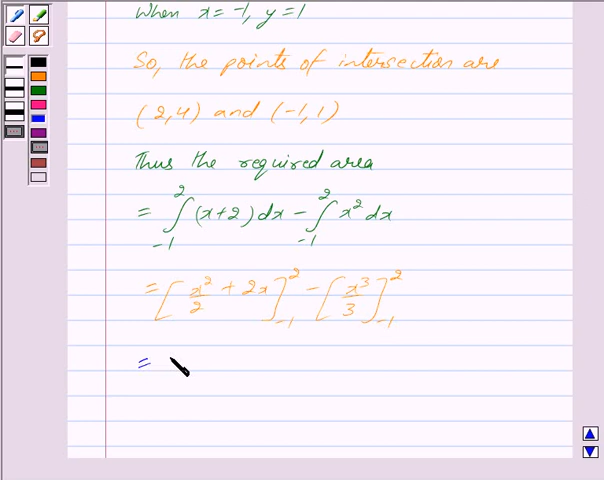 When x = -1, y = 1
So, the points of intersection are
(2,4) and (-1,1)
Thus the required area
= ∫_{-1}^{2} (x+2) dx - ∫_{-1}^{2} x² dx
= [x²/2 + 2x]_{-1}^{2} - [x³/3]_{-1}^{2}
=